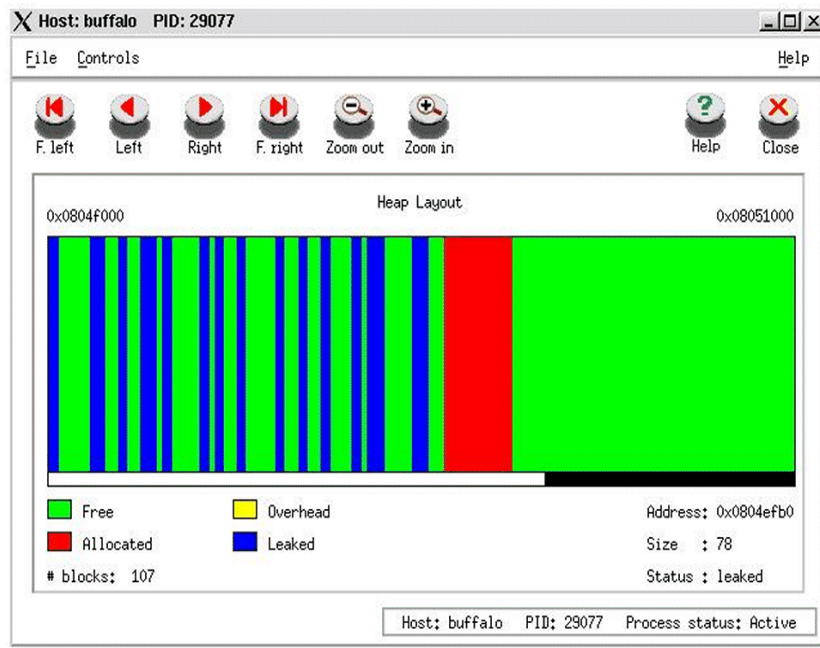 Host: buffalo PID: 29077
File Controls Help
F. left Left Right F. right Zoom out Zoom in Help Close
Heap Layout
0x0804f000 0x08051000
Free Overhead Address: 0x0804efb0
Allocated Leaked Size : 78
# blocks: 107 Status : leaked
Host: buffalo PID: 29077 Process status: Active